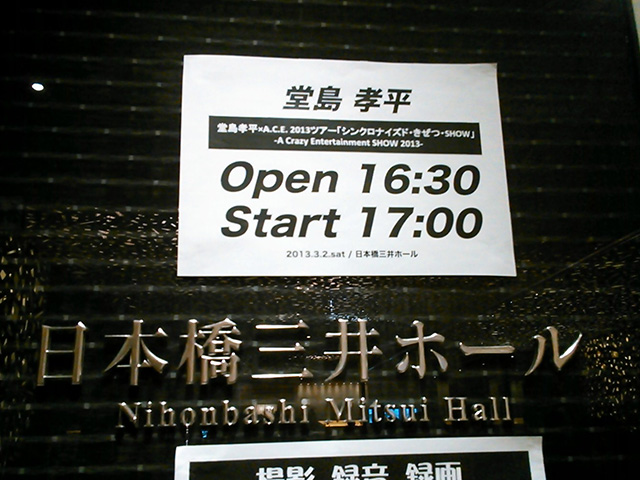 堂島 孝平
堂島孝平×A.C.E. 2013ツアー「シンクロナイズド・きぜつ・SHOW」
-A Crazy Entertainment SHOW 2013-
Open 16:30
Start 17:00
2013.3.2.sat / 日本橋三井ホール
日本橋三井ホール
Nihonbashi Mitsui Hall
撮影 録音 録画